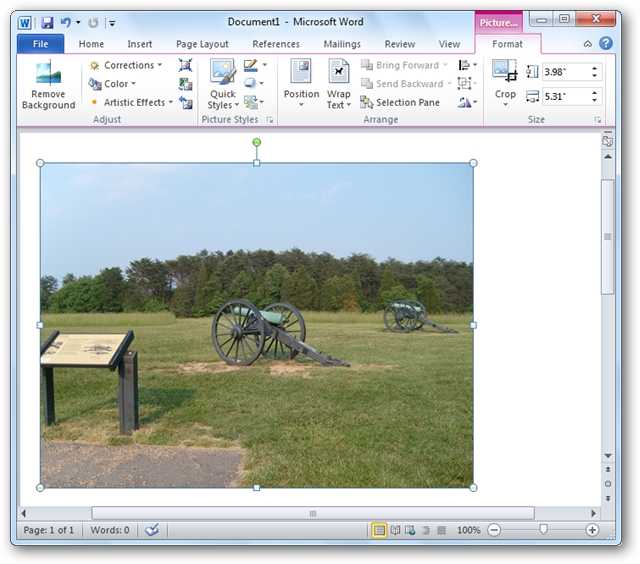 Document1 - Microsoft Word
Picture...
File Home Insert Page Layout References Mailings Review View Format
Remove Background
Corrections
Color
Artistic Effects
Adjust
Quick Styles
Picture Styles
Position
Wrap Text
Bring Forward
Send Backward
Selection Pane
Arrange
Crop
3.98"
5.31"
Size
Page: 1 of 1 Words: 0 100%